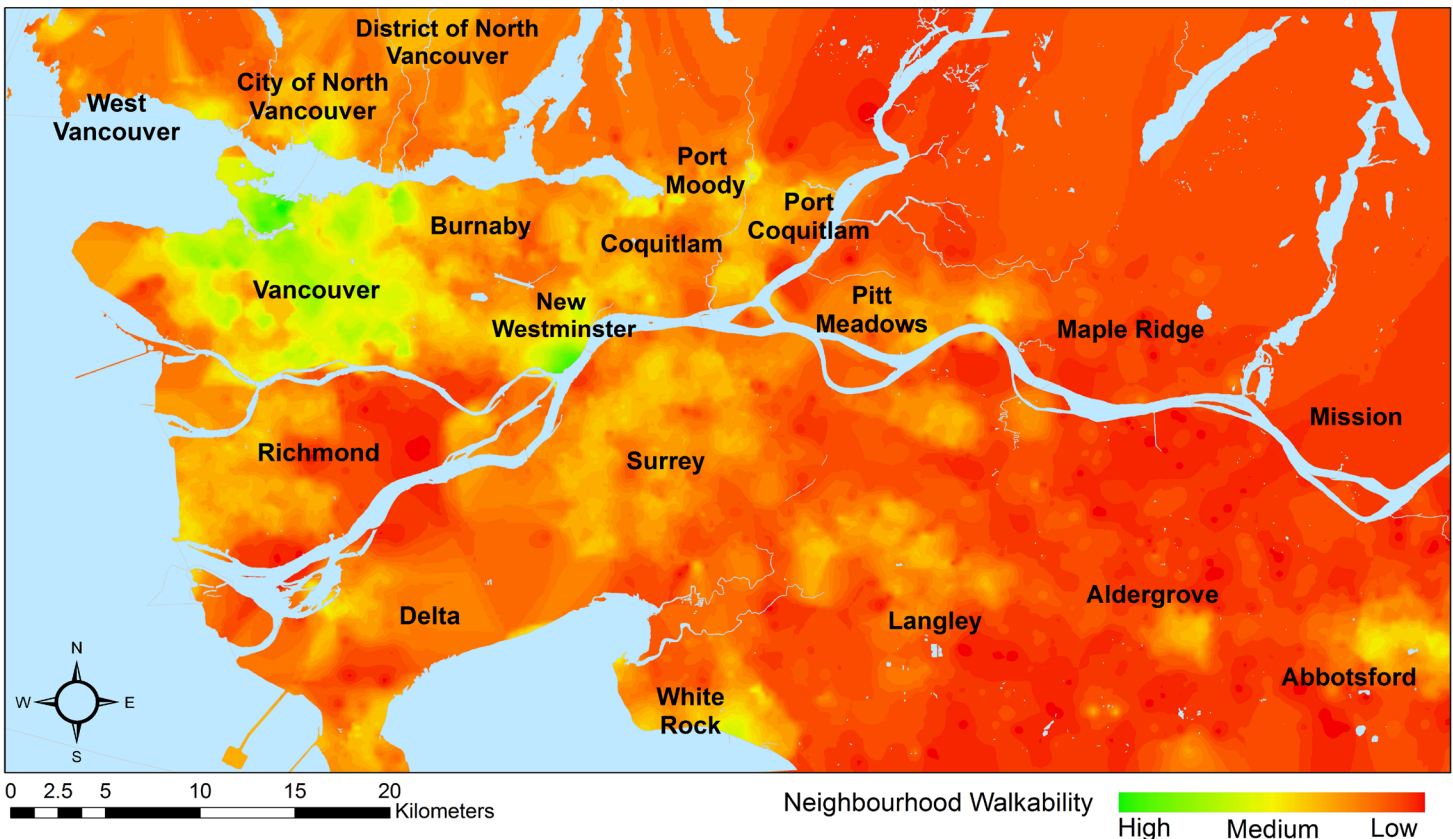 District of North
Vancouver
City of North
Vancouver
West
Vancouver
Port
Moody
Port
Coquitlam
Burnaby
Coquitlam
Vancouver
New
Westminster
Pitt
Meadows
Maple Ridge
Mission
Richmond
Surrey
Aldergrove
Delta
Langley
Abbotsford
White
Rock
N
W
E
S
0 2.5 5 10 15 20
Kilometers
Neighbourhood Walkability
High Medium Low